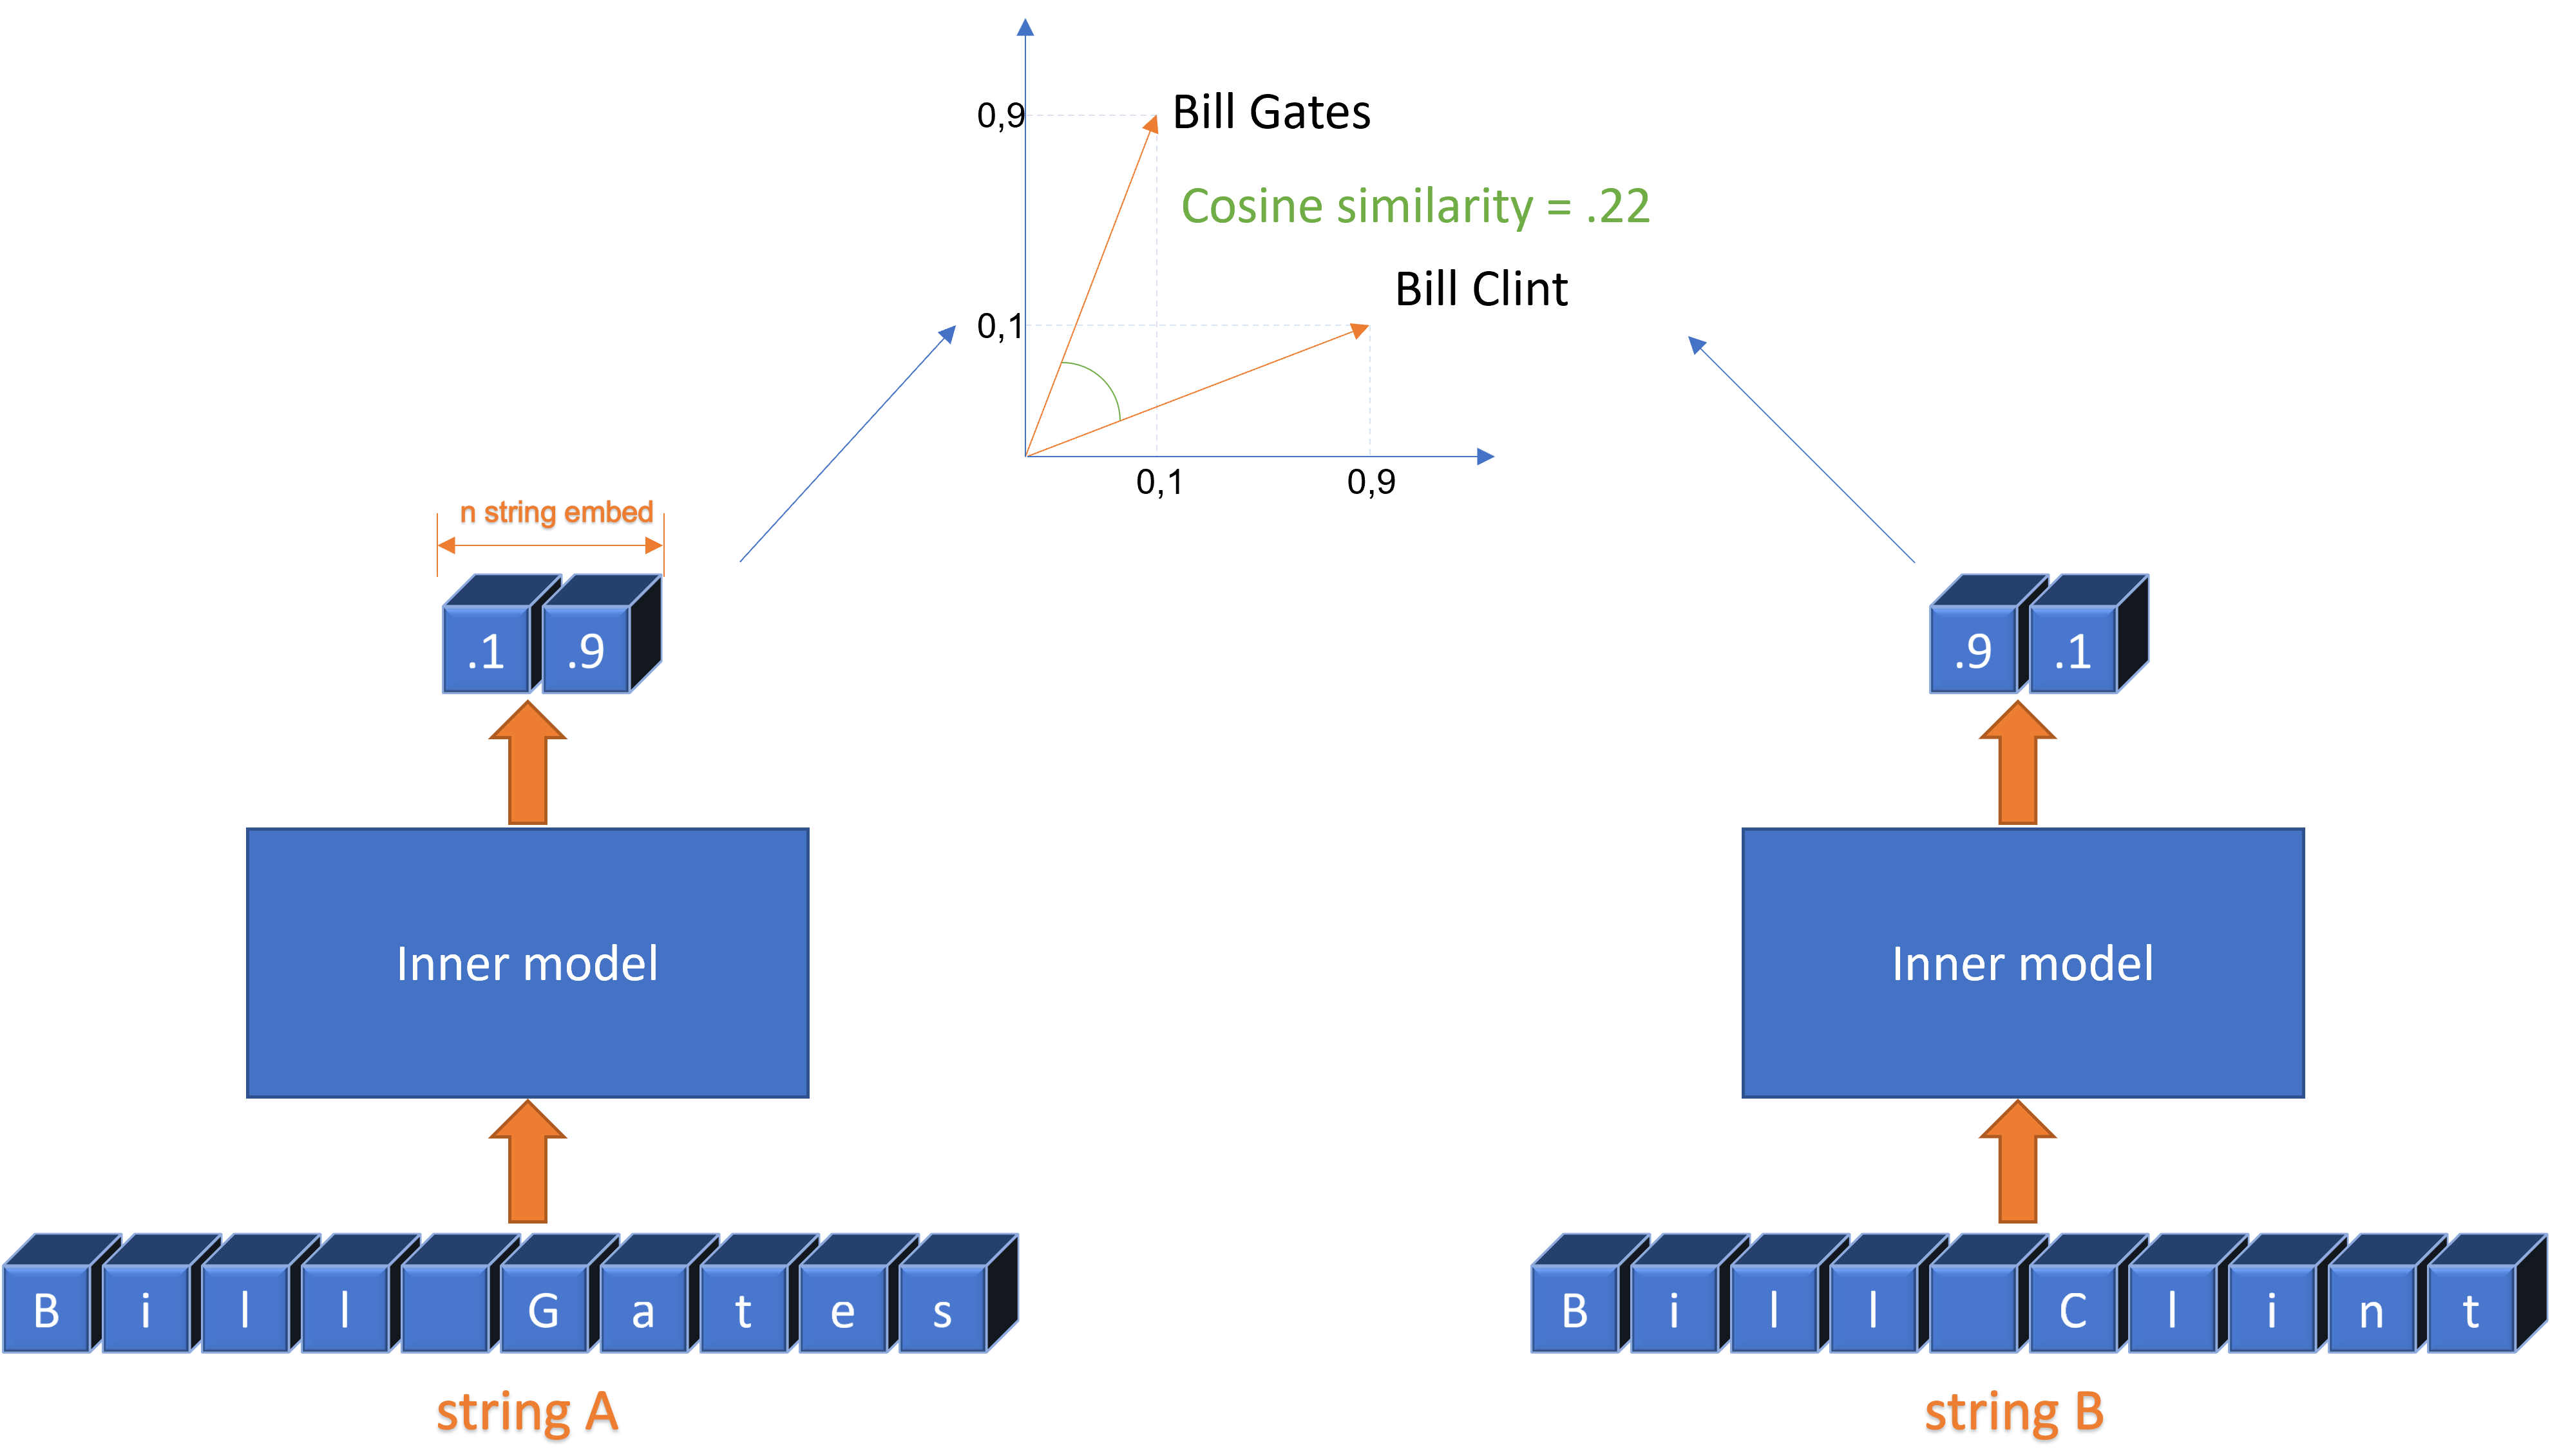 0,9
Bill Gates
Cosine similarity = .22
Bill Clint
0,1
0,1 0,9
n string embed
.1 .9
.9 .1
Inner model
Inner model
B i l l G a t e s
B i l l C l i n t
string A
string B